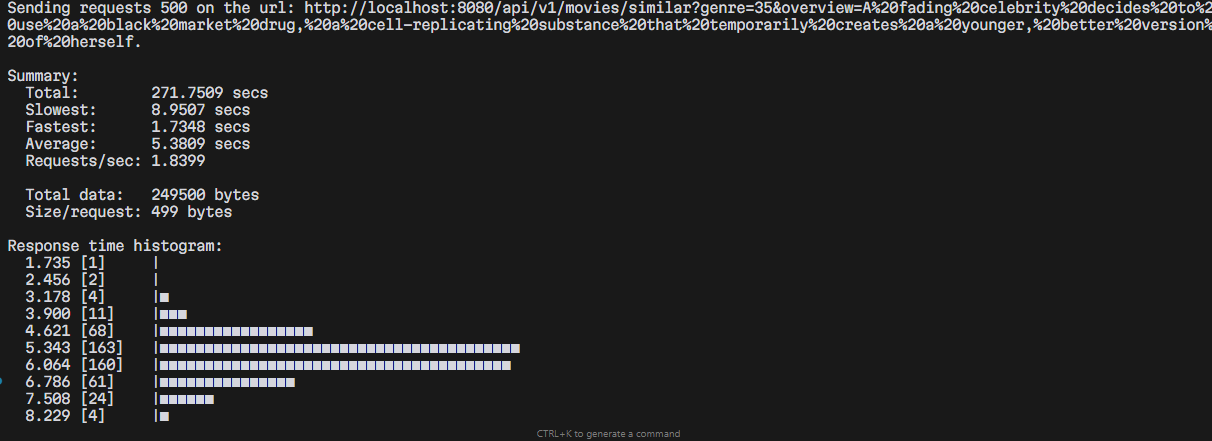 Sending requests 500 on the url: http://localhost:8080/api/v1/movies/similar?genre=35&overview=A%20fading%20celebrity%20decides%20to%2
0use%20a%20black%20market%20drug,%20a%20cell-replicating%20substance%20that%20temporarily%20creates%20a%20younger,%20better%20version%
20of%20herself.
Summary:
Total: 271.7509 secs
Slowest: 8.9507 secs
Fastest: 1.7348 secs
Average: 5.3809 secs
Requests/sec: 1.8399
Total data: 249500 bytes
Size/request: 499 bytes
Response time histogram:
1.735 [1] |
2.456 [2] |
3.178 [4] |■
3.900 [11] |■■■
4.621 [68] |■■■■■■■■■■■■■■■■■
5.343 [163] |■■■■■■■■■■■■■■■■■■■■■■■■■■■■■■■■■■■■■■■■
6.064 [160] |■■■■■■■■■■■■■■■■■■■■■■■■■■■■■■■■■■■■■■■
6.786 [61] |■■■■■■■■■■■■■■■
7.508 [24] |■■■■■■
8.229 [4] |■
CTRL+K to generate a command